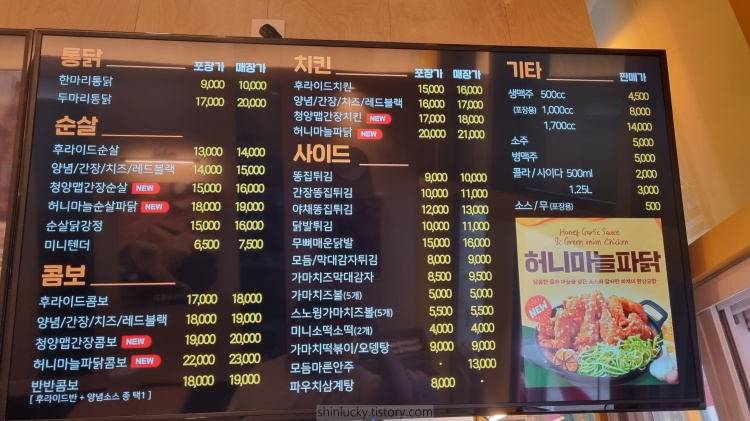 통닭 포장가 매장가
한마리통닭 9,000 10,000
두마리통닭 17,000 20,000
순살
후라이드순살 13,000 14,000
양념/간장/치즈/레드블랙 14,000 15,000
청양맵간장순살 NEW 15,000 16,000
허니마늘순살파닭 NEW 18,000 19,000
순살닭강정 15,000 16,000
미니텐더 6,500 7,500
콤보
후라이드콤보 17,000 18,000
양념/간장/치즈/레드블랙 18,000 19,000
청양맵간장콤보 NEW 19,000 20,000
허니마늘파닭콤보 NEW 22,000 23,000
반반콤보 18,000 19,000
[ 후라이드반 + 양념소스 중 택1 ]
치킨 포장가 매장가
후라이드치킨 15,000 16,000
양념/간장/치즈/레드블랙 16,000 17,000
청양맵간장치킨 NEW 17,000 18,000
허니마늘파닭 NEW 20,000 21,000
사이드
똥집튀김 9,000 10,000
간장똥집튀김 10,000 11,000
야채똥집튀김 12,000 13,000
닭발튀김 10,000 11,000
무뼈매운닭발 15,000 16,000
모듬/막대감자튀김 8,000 9,000
가마치즈막대감자 8,500 9,500
가마치즈볼(5개) 5,000 5,000
스노윙가마치즈볼(5개) 5,500 5,500
미니소떡소떡(2개) 4,000 4,000
가마치떡볶이/오뎅탕 9,000 9,000
모듬마른안주 - 13,000
파우치삼계탕 8,000 -
기타 판매가
생맥주 500cc 4,500
(포장용) 1,000cc 8,000
1,700cc 14,000
소주 5,000
병맥주 5,000
콜라 / 사이다 500ml 2,000
1.25L 3,000
소스 / 무 (포장용) 500
Honey Garlic Sauce
& Green onion Chicken
허니마늘파닭
NEW
shinlucky.tistory.com